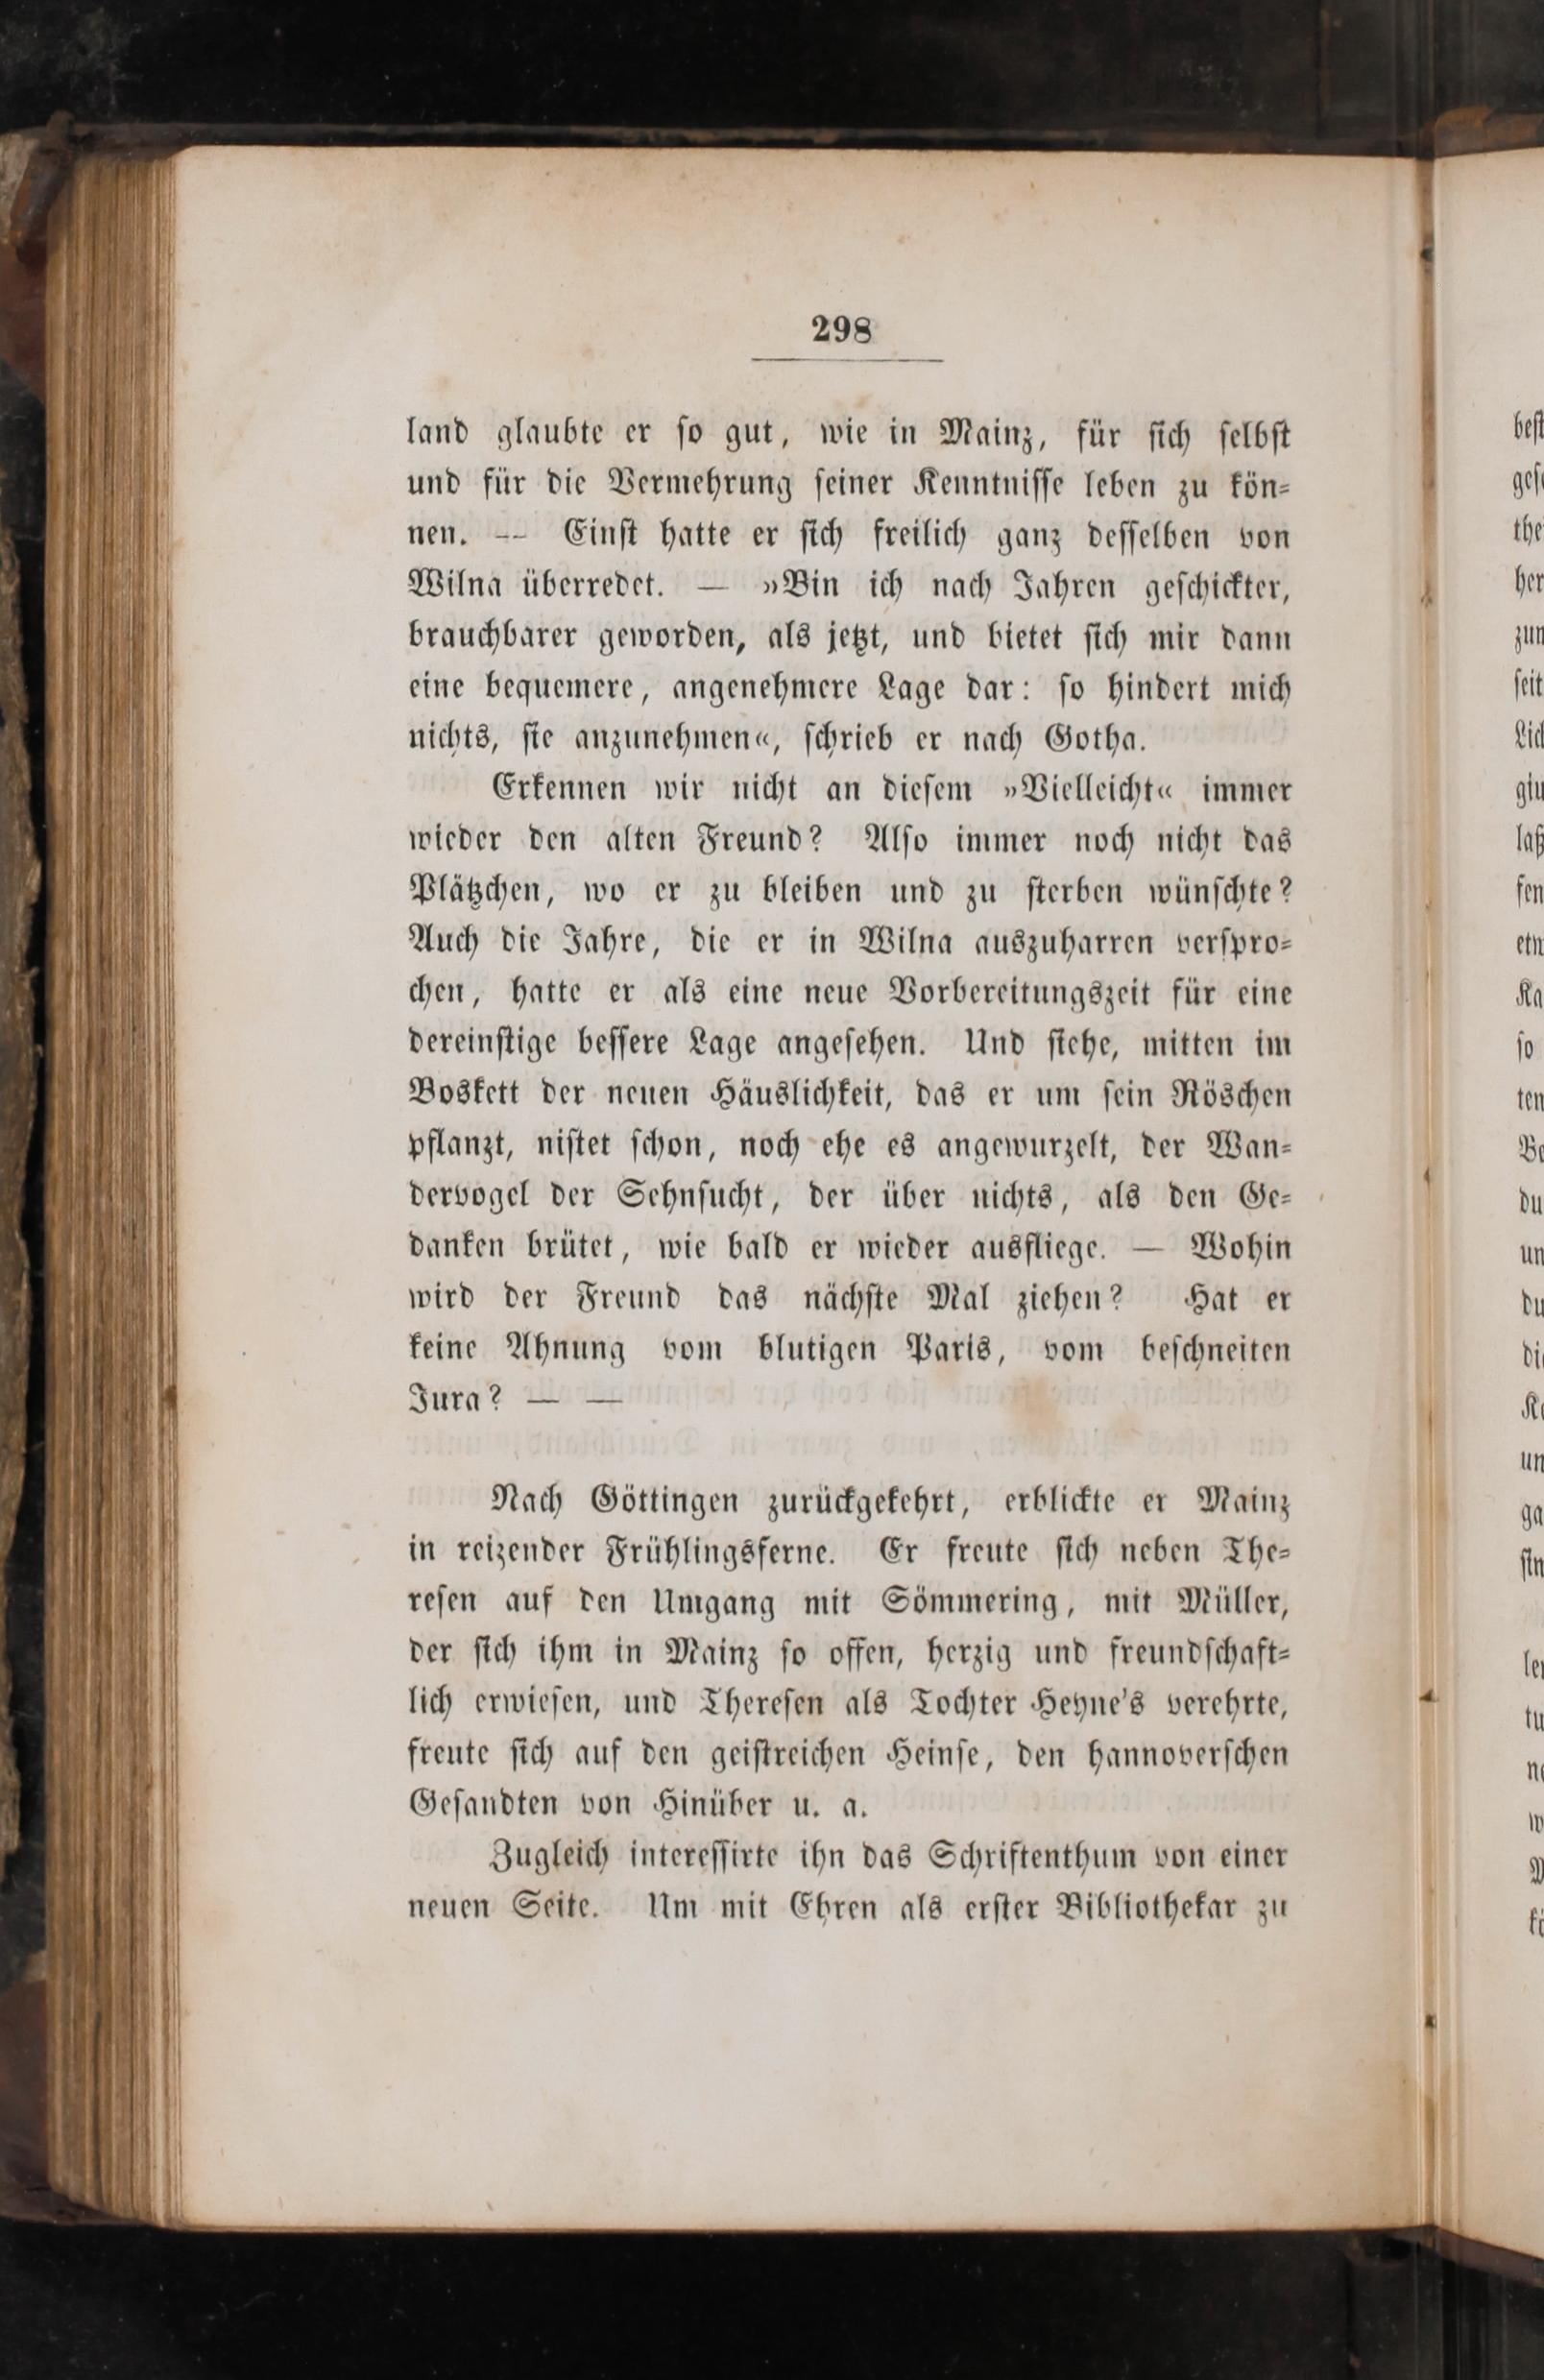 298
land glaubte er so gut, wie in Mainz, für sich selbst
und für die Vermehrung seiner Kenntnisse leben zu kön=
nen. — Einst hatte er sich freilich ganz desselben von
Wilna überredet. — »Bin ich nach Jahren geschickter,
brauchbarer geworden, als jetzt, und bietet sich mir dann
eine bequemere, angenehmere Lage dar: so hindert mich
nichts, sie anzunehmen«, schrieb er nach Gotha.
Erkennen wir nicht an diesem »Vielleicht« immer
wieder den alten Freund? Also immer noch nicht das
Plätzchen, wo er zu bleiben und zu sterben wünschte?
Auch die Jahre, die er in Wilna auszuharren verspro=
chen, hatte er als eine neue Vorbereitungszeit für eine
dereinstige bessere Lage angesehen. Und siehe, mitten im
Boskett der neuen Häuslichkeit, das er um sein Röschen
pflanzt, nistet schon, noch ehe es angewurzelt, der Wan=
dervogel der Sehnsucht, der über nichts, als den Ge=
danken brütet, wie bald er wieder ausfliege. — Wohin
wird der Freund das nächste Mal ziehen? Hat er
keine Ahnung vom blutigen Paris, vom beschneiten
Jura? — —
Nach Göttingen zurückgekehrt, erblickte er Mainz
in reizender Frühlingsferne. Er freute sich neben The=
resen auf den Umgang mit Sömmering, mit Müller,
der sich ihm in Mainz so offen, herzig und freundschaft=
lich erwiesen, und Theresen als Tochter Heyne's verehrte,
freute sich auf den geistreichen Heinse, den hannoverschen
Gesandten von Hinüber u. a.
Zugleich interessirte ihn das Schriftenthum von einer
neuen Seite. Um mit Ehren als erster Bibliothekar zu